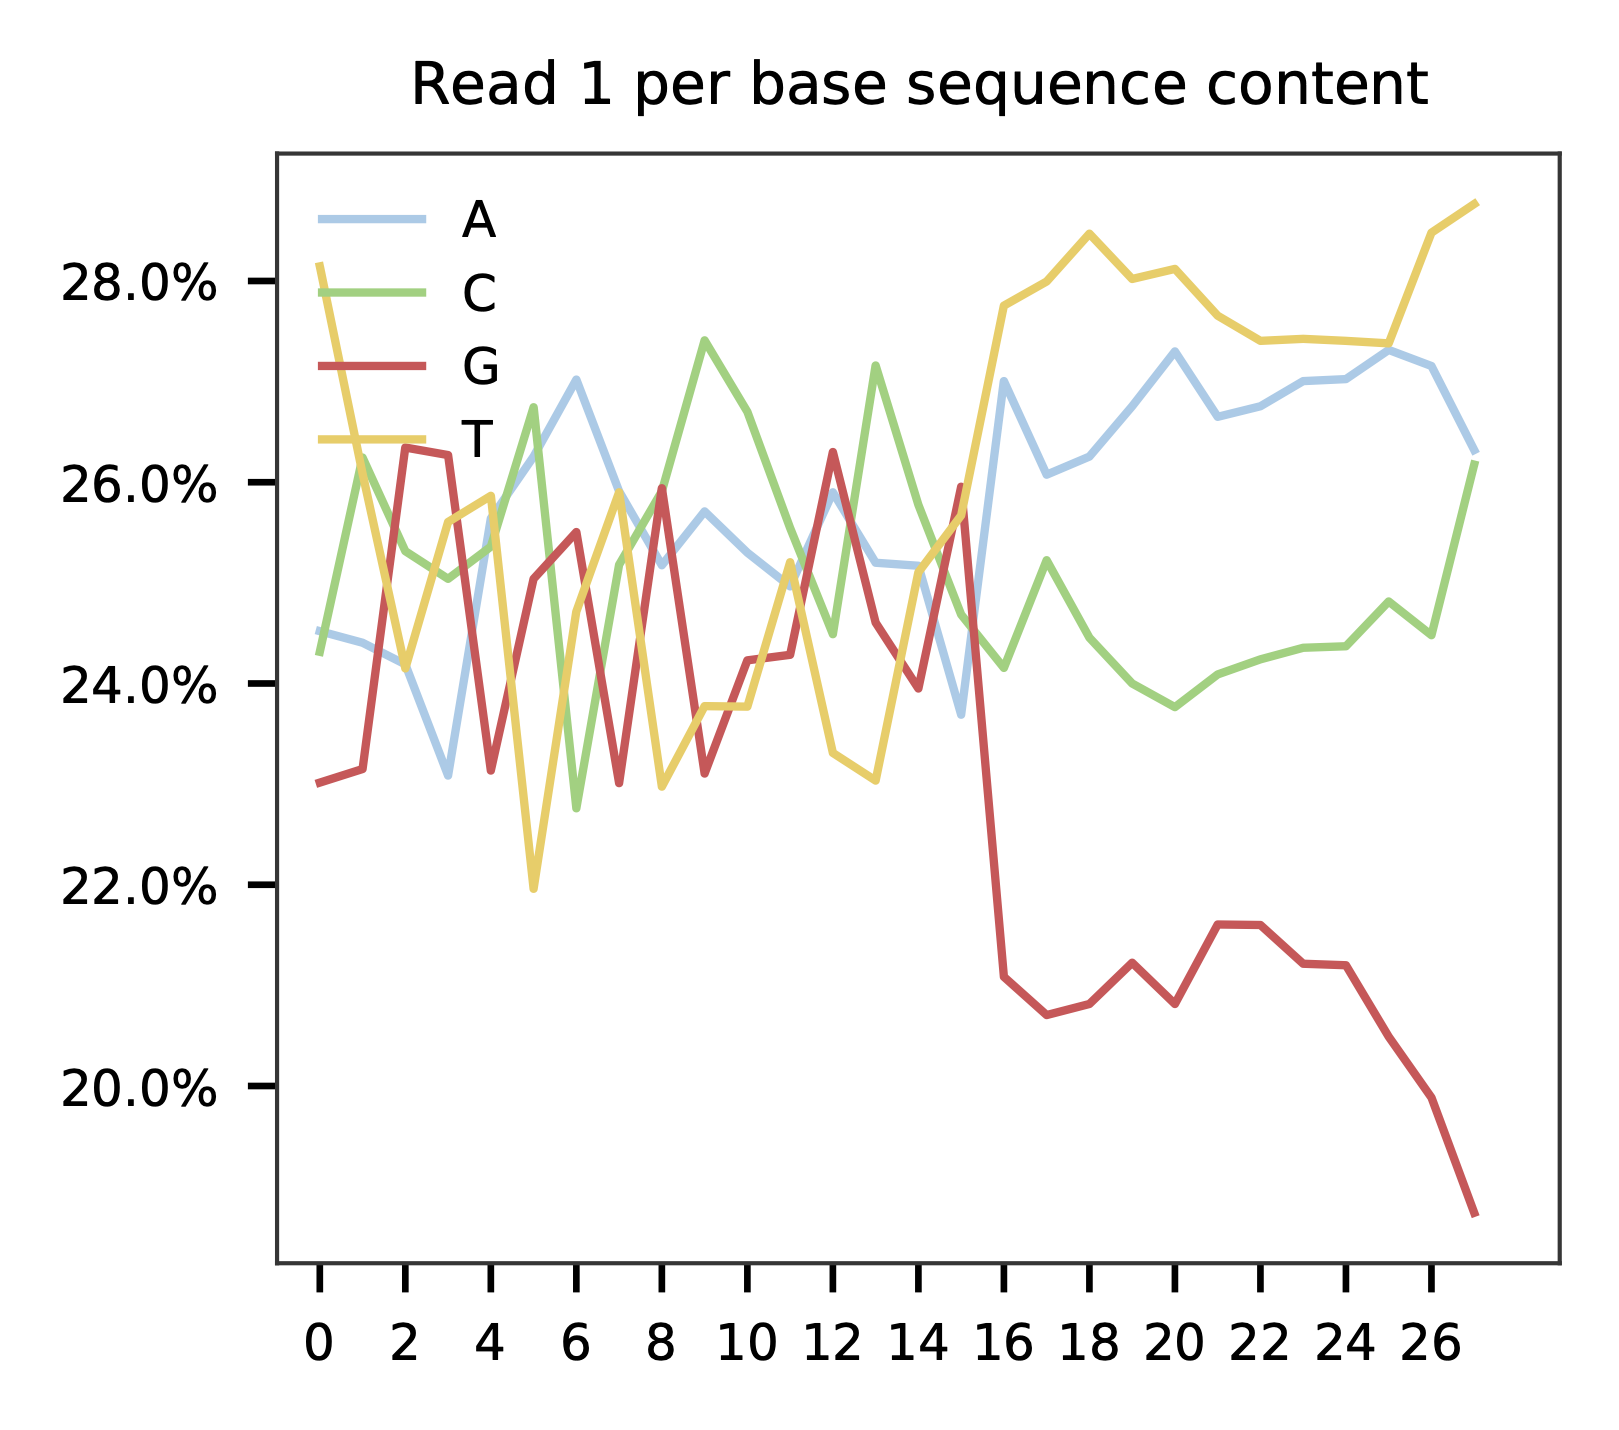 Read 1 per base sequence content
A
C
G
T
28.0%
26.0%
24.0%
22.0%
20.0%
0 2 4 6 8 10 12 14 16 18 20 22 24 26